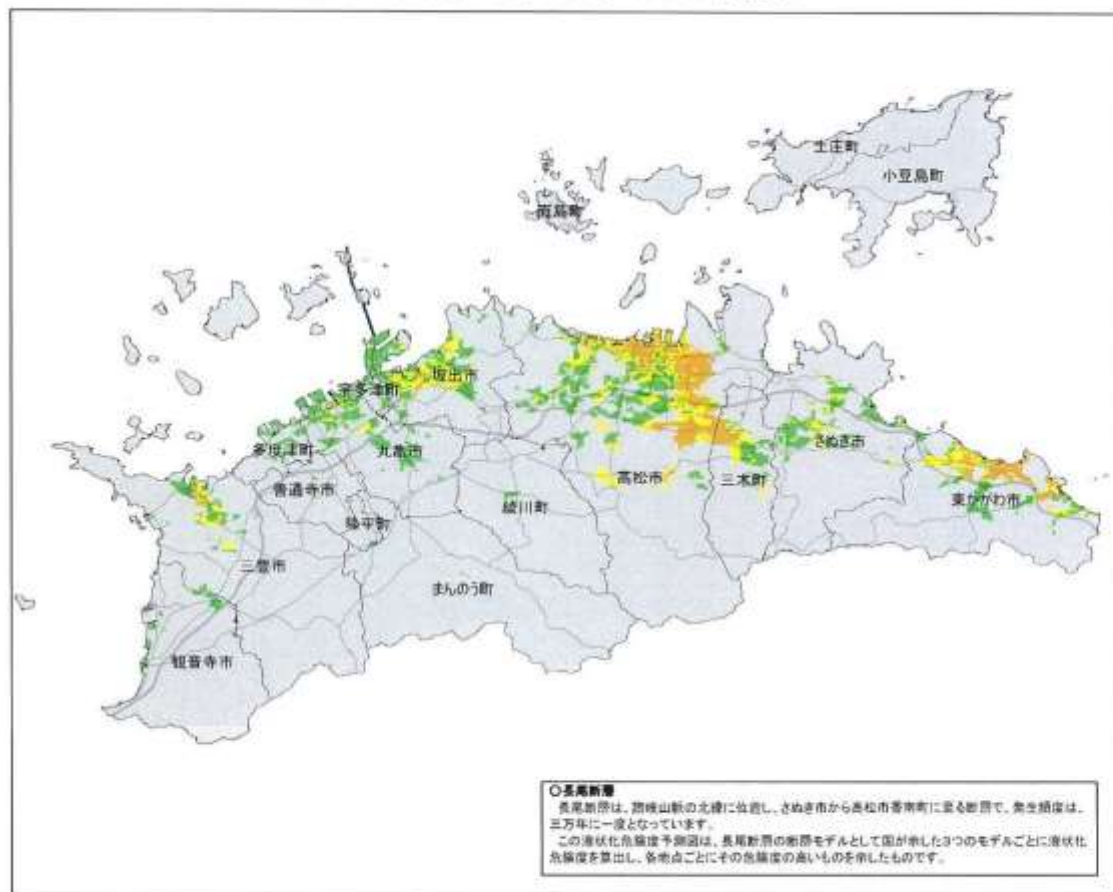 土庄町
小豆島町
直島町
宇多津町
坂出市
多度津町
丸亀市
さぬき市
善通寺市
高松市
三木町
東かがわ市
琴平町
綾川町
三豊市
まんのう町
観音寺市
○長尾断層
長尾断層は、讃岐山脈の北縁に位置し、さぬき市から高松市香南町に至る断層で、発生頻度は、
三万年に一度となっています。
この液状化危険度予測図は、長尾断層の断層モデルとして国が示した3つのモデルごとに液状化
危険度を算出し、各地点ごとにその危険度の高いものを示したものです。